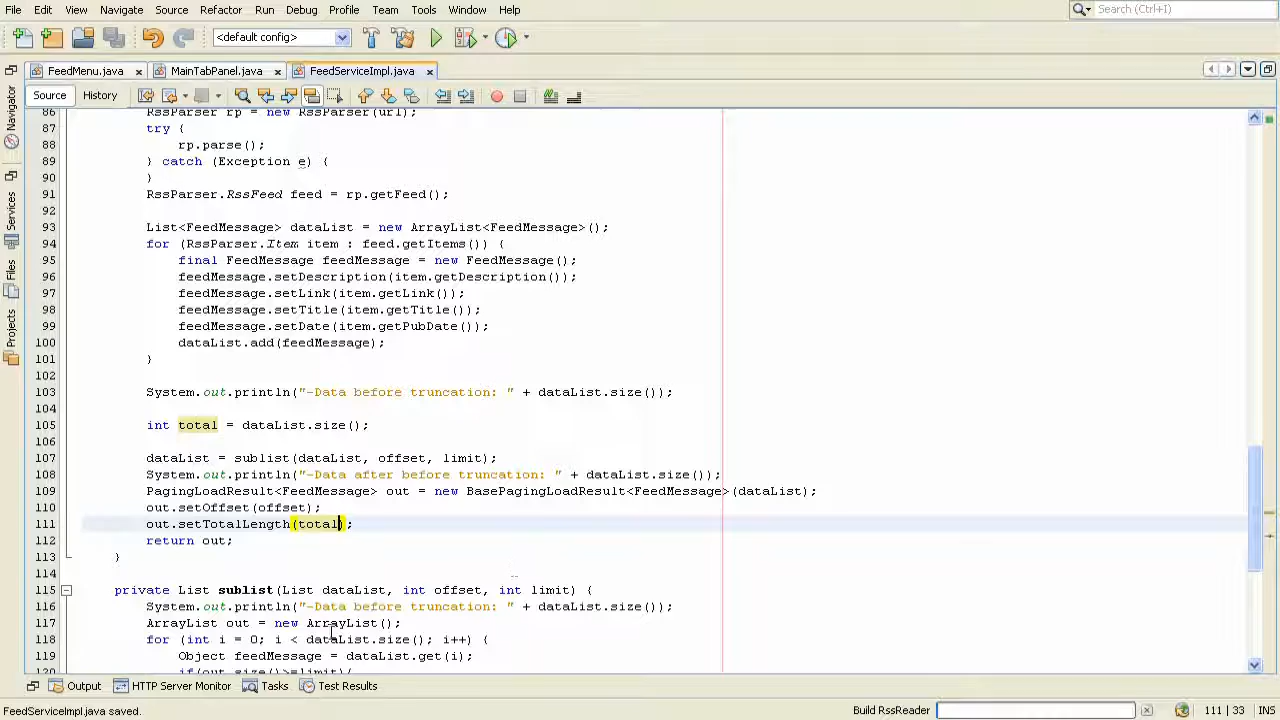 File Edit View Navigate Source Refactor Run Debug Profile Team Tools Window Help
Search (Ctrl+I)
<default config>
FeedMenu.java x MainTabPanel.java x FeedServiceImpl.java x
Source History
Navigator
Services
Files
Projects
86 RssParser rp = new RssParser(url);
87 try {
88 rp.parse();
89 } catch (Exception e) {
90 }
91 RssParser.RssFeed feed = rp.getFeed();
92
93 List<FeedMessage> dataList = new ArrayList<FeedMessage>();
94 for (RssParser.Item item : feed.getItems()) {
95 final FeedMessage feedMessage = new FeedMessage();
96 feedMessage.setDescription(item.getDescription());
97 feedMessage.setLink(item.getLink());
98 feedMessage.setTitle(item.getTitle());
99 feedMessage.setDate(item.getPubDate());
100 dataList.add(feedMessage);
101 }
102
103 System.out.println("-Data before truncation: " + dataList.size());
104
105 int total = dataList.size();
106
107 dataList = sublist(dataList, offset, limit);
108 System.out.println("-Data after before truncation: " + dataList.size());
109 PagingLoadResult<FeedMessage> out = new BasePagingLoadResult<FeedMessage>(dataList);
110 out.setOffset(offset);
111 out.setTotalLength(total);
112 return out;
113 }
114
115 private List sublist(List dataList, int offset, int limit) {
116 System.out.println("-Data before truncation: " + dataList.size());
117 ArrayList out = new ArrayList();
118 for (int i = 0; i < dataList.size(); i++) {
119 Object feedMessage = dataList.get(i);
120 if(out.size()>=limit){
Output HTTP Server Monitor Tasks Test Results
FeedServiceImpl.java saved. Build RssReader 111 | 33 INS